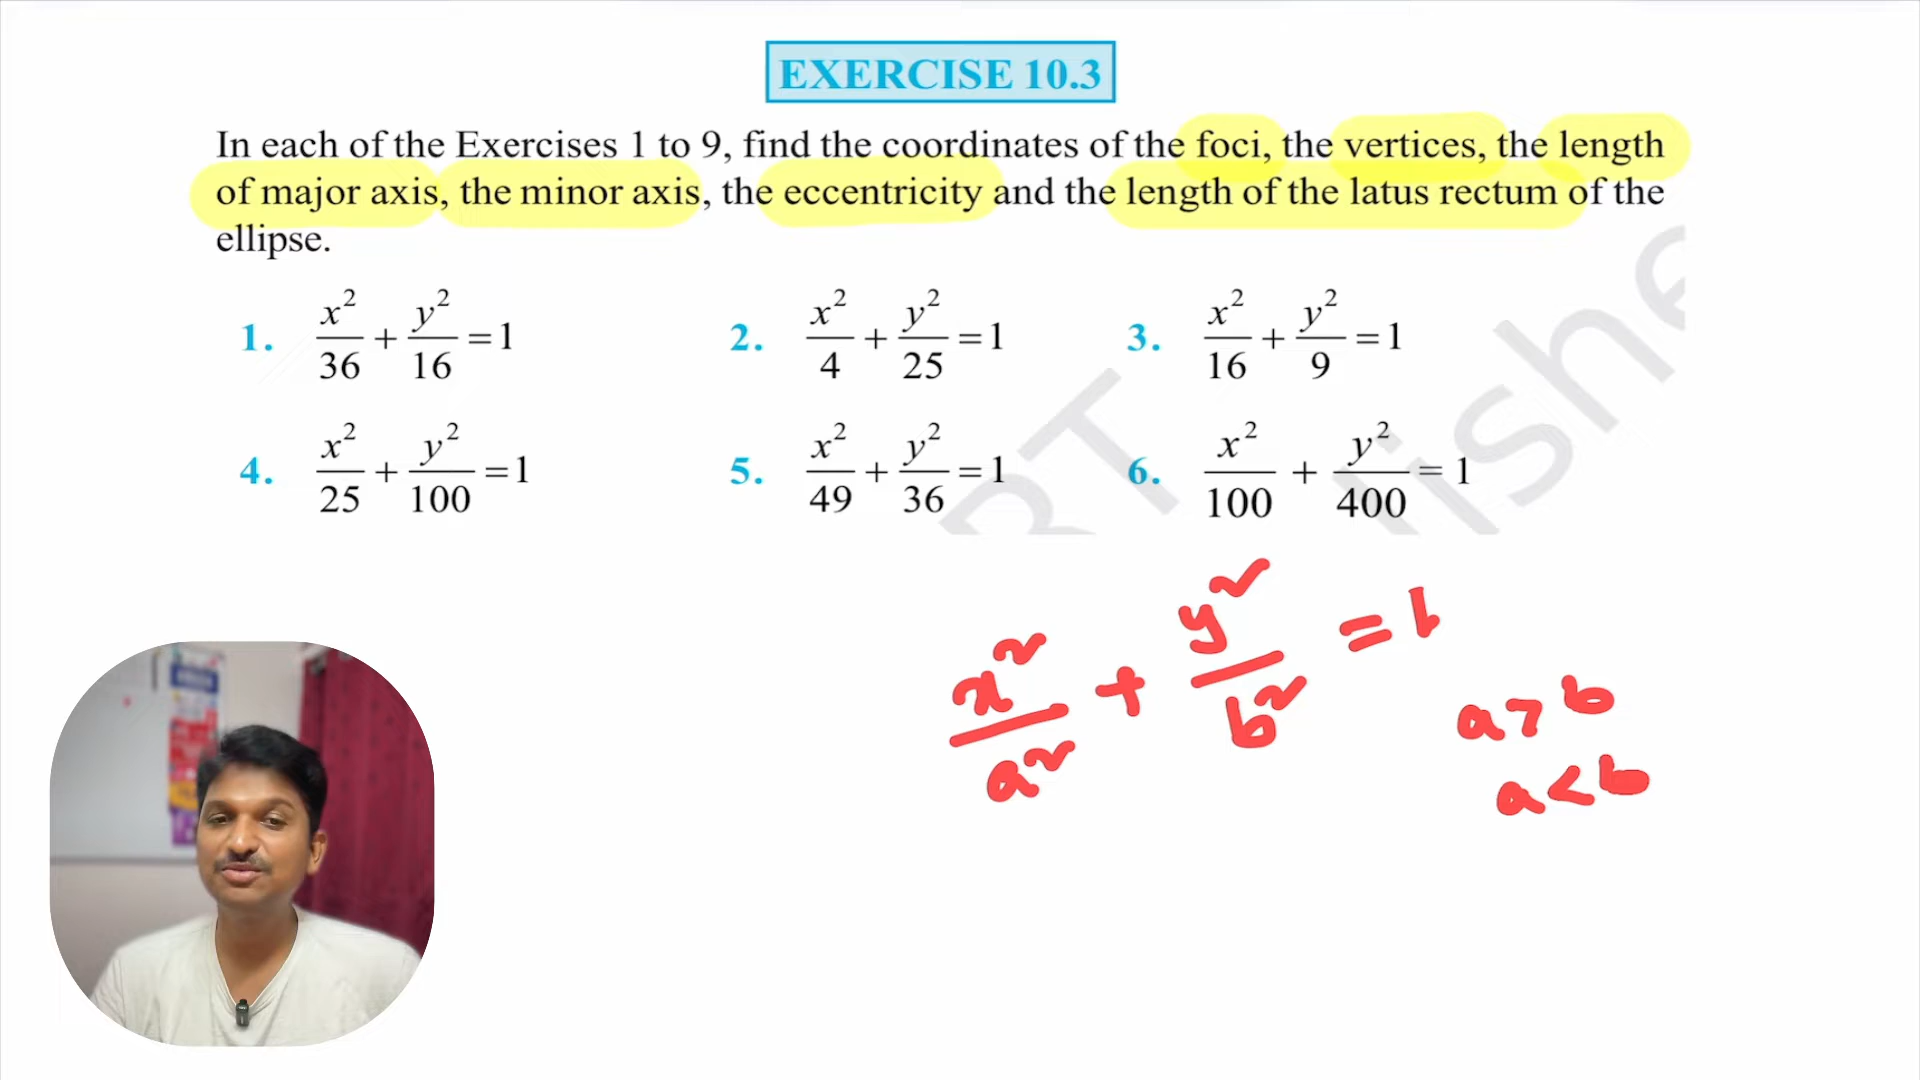 EXERCISE 10.3
In each of the Exercises 1 to 9, find the coordinates of the foci, the vertices, the length
of major axis, the minor axis, the eccentricity and the length of the latus rectum of the
ellipse.
1. x²/36 + y²/16 = 1 2. x²/4 + y²/25 = 1 3. x²/16 + y²/9 = 1
4. x²/25 + y²/100 = 1 5. x²/49 + y²/36 = 1 6. x²/100 + y²/400 = 1
x²/a² + y²/b² = 1
a > b
a < b